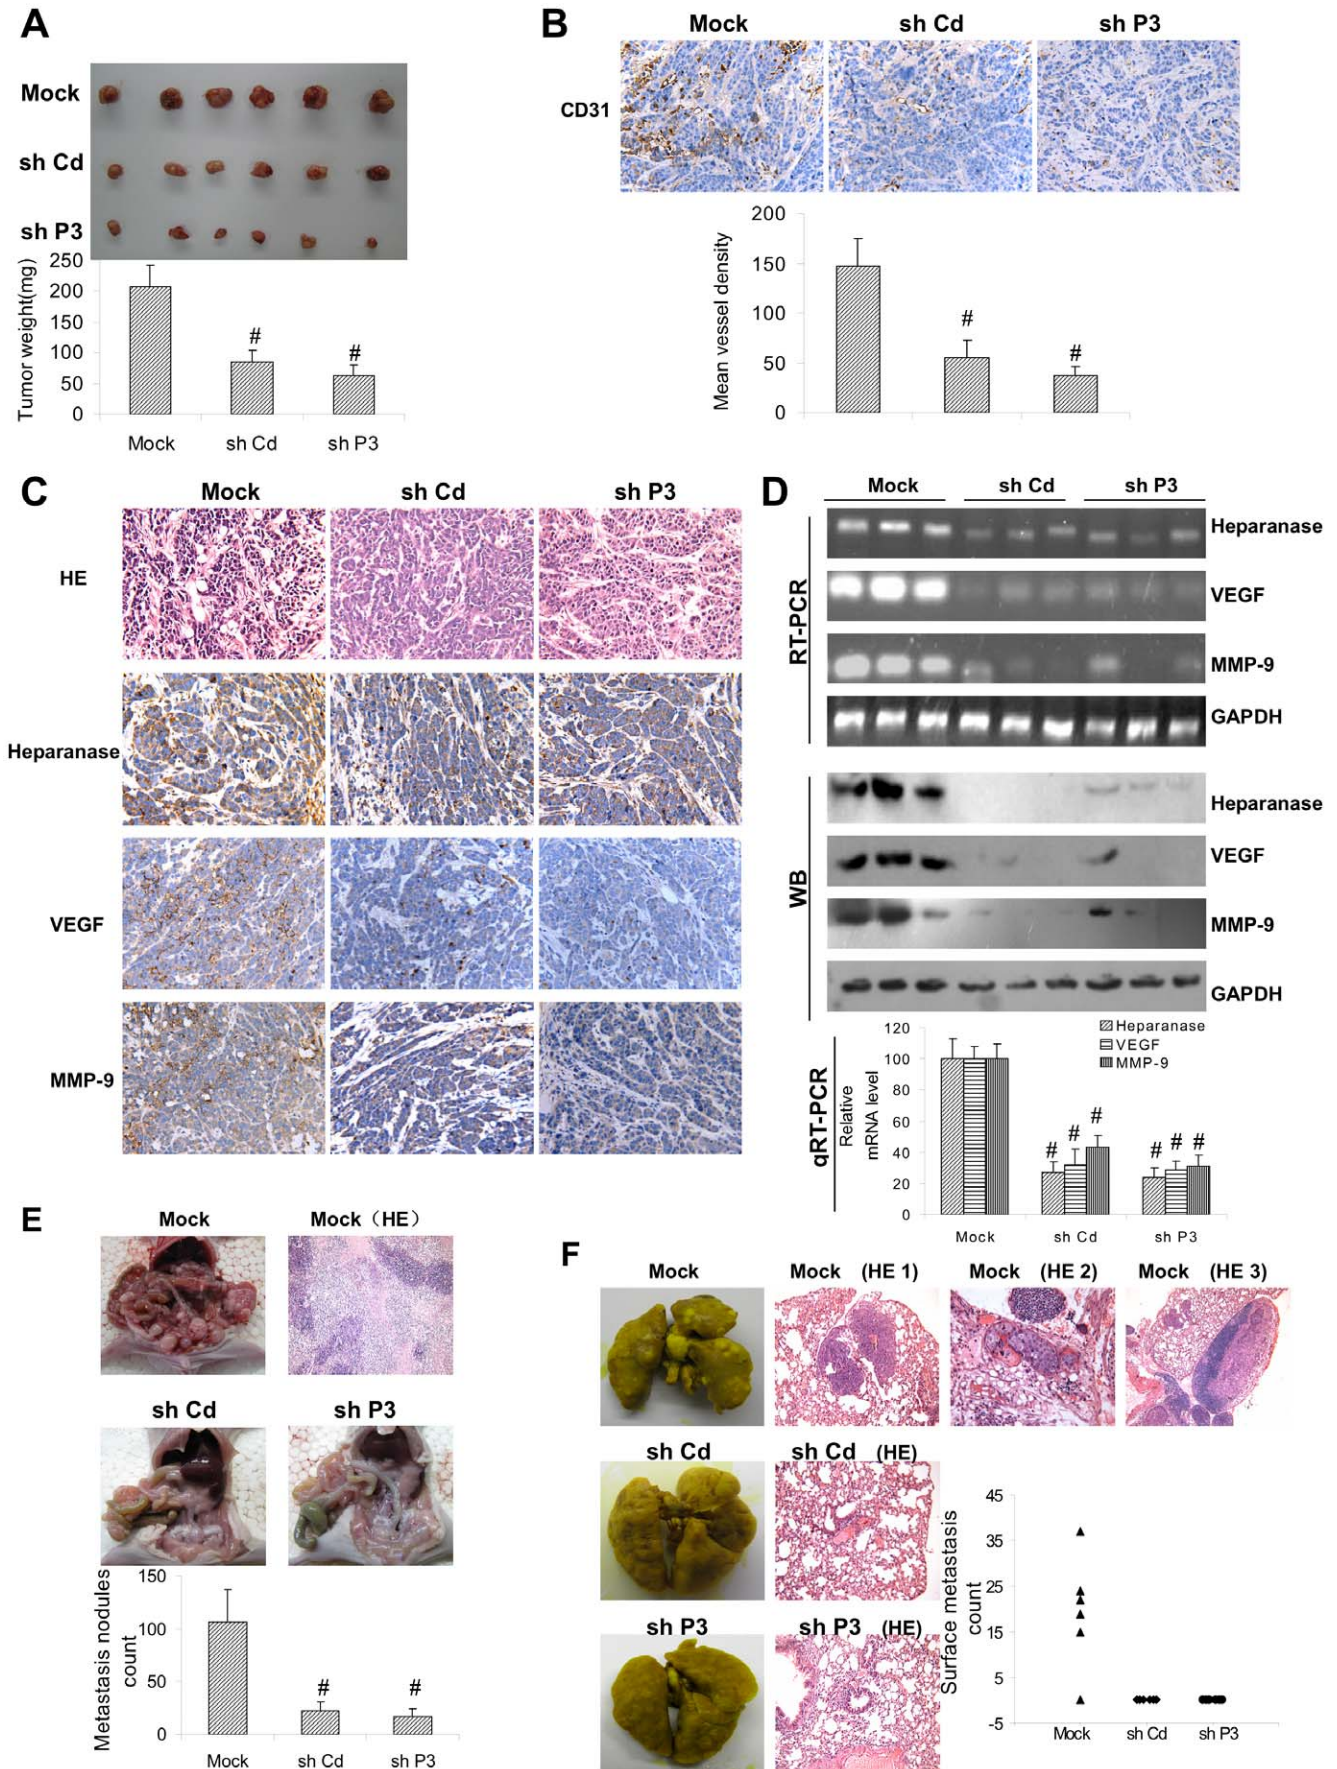 A
Mock
sh Cd
sh P3
Tumor weight(mg)
250
200
150
100
50
0
#
#
Mock sh Cd sh P3
B
Mock sh Cd sh P3
CD31
Mean vessel density
200
150
100
50
0
#
#
C
Mock sh Cd sh P3
HE
Heparanase
VEGF
MMP-9
D
Mock sh Cd sh P3
RT-PCR
Heparanase
VEGF
MMP-9
GAPDH
WB
Heparanase
VEGF
MMP-9
GAPDH
qRT-PCR
Relative
mRNA level
120
100
80
60
40
20
0
Heparanase
VEGF
MMP-9
# # #
# # #
Mock sh Cd sh P3
E
Mock Mock (HE)
sh Cd sh P3
Metastasis nodules
count
150
100
50
0
# #
Mock sh Cd sh P3
F
Mock Mock (HE 1) Mock (HE 2) Mock (HE 3)
sh Cd sh Cd (HE)
sh P3 sh P3 (HE)
Surface metastasis
count
45
35
25
15
5
-5
Mock sh Cd sh P3